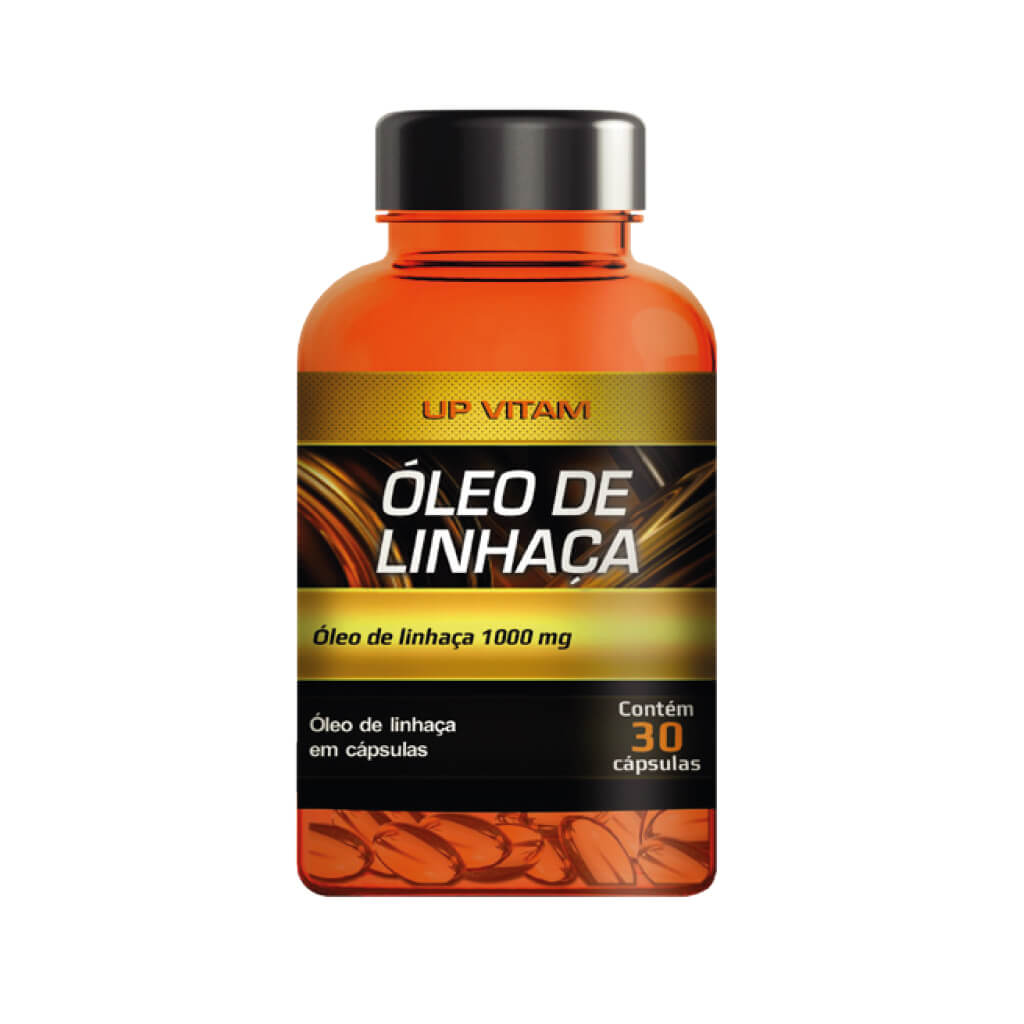 UP VITAM
ÓLEO DE
LINHAÇA
Óleo de linhaça 1000 mg
Óleo de linhaça
em cápsulas
Contém
30
cápsulas